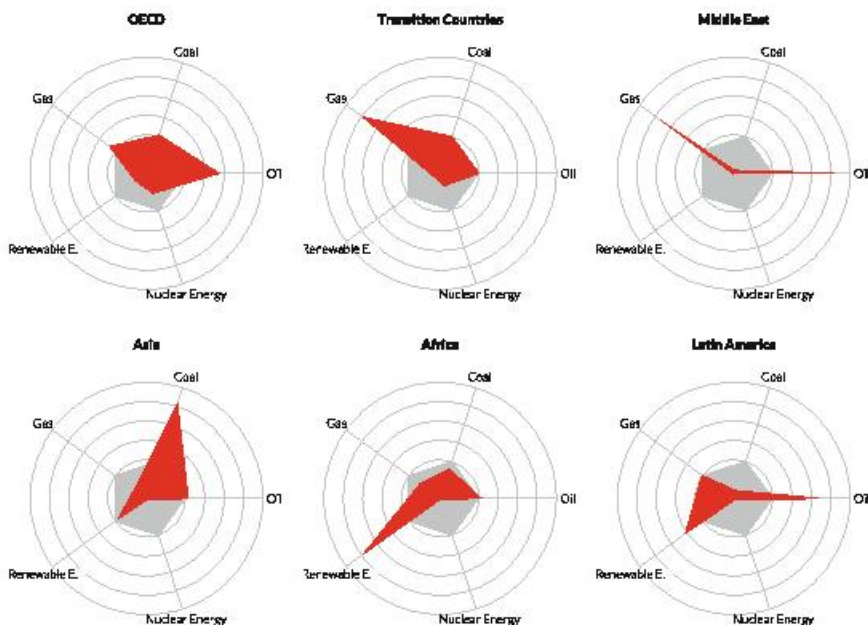 OECD
Transition Countries
Middle East
Coal
Coal
Coal
Gas
Gas
Gas
Oil
Oil
Oil
Renewable E.
Renewable E.
Renewable E.
Nuclear Energy
Nuclear Energy
Nuclear Energy
Asia
Africa
Latin America
Coal
Coal
Coal
Gas
Gas
Gas
Oil
Oil
Oil
Renewable E.
Renewable E.
Renewable E.
Nuclear Energy
Nuclear Energy
Nuclear Energy